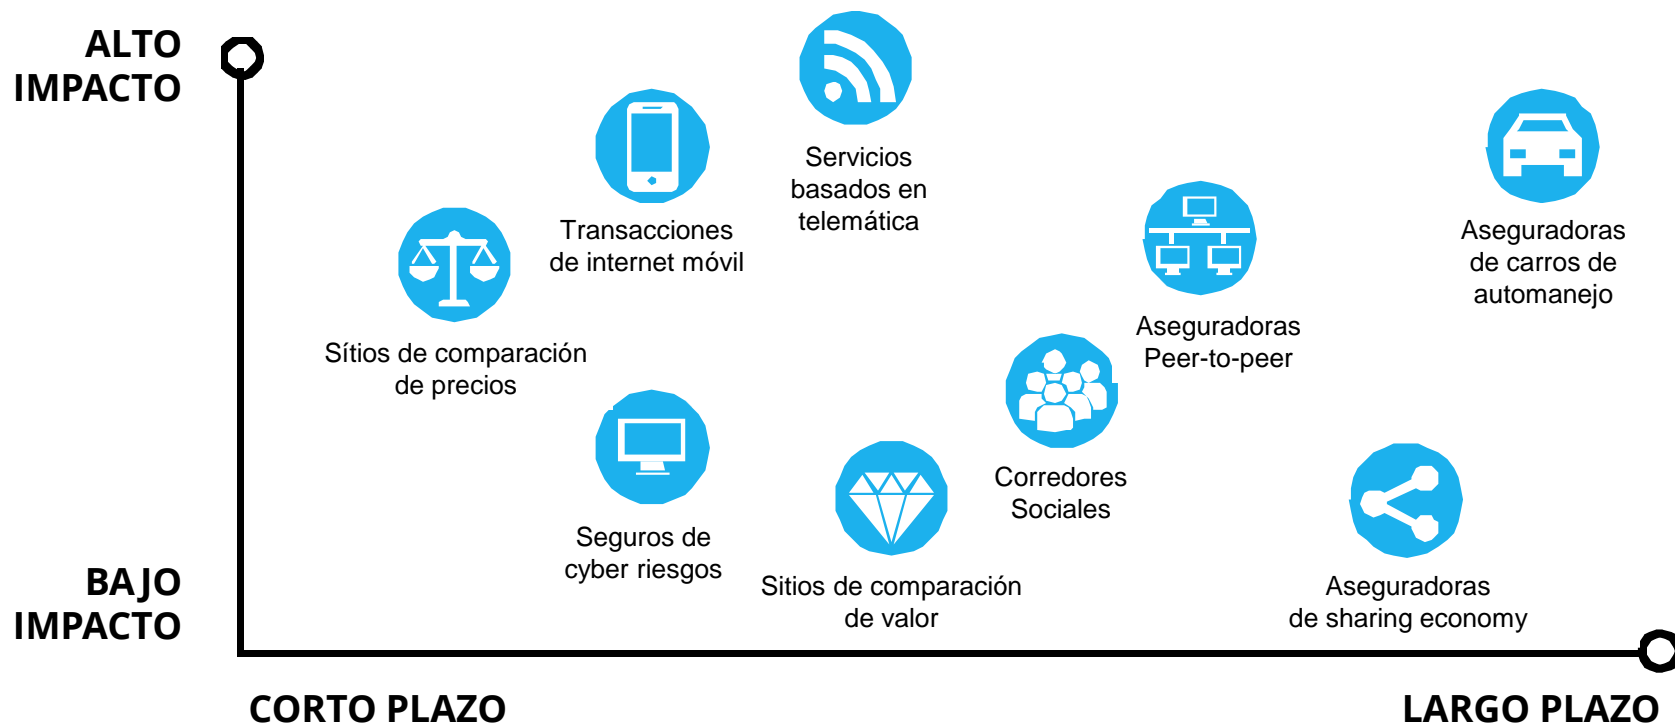 ALTO
IMPACTO
Servicios
basados en
telemática
Transacciones
de internet móvil
Aseguradoras
de carros de
automanejo
Aseguradoras
Peer-to-peer
Sítios de comparación
de precios
Corredores
Sociales
Seguros de
cyber riesgos
Sitios de comparación
de valor
Aseguradoras
de sharing economy
BAJO
IMPACTO
CORTO PLAZO
LARGO PLAZO